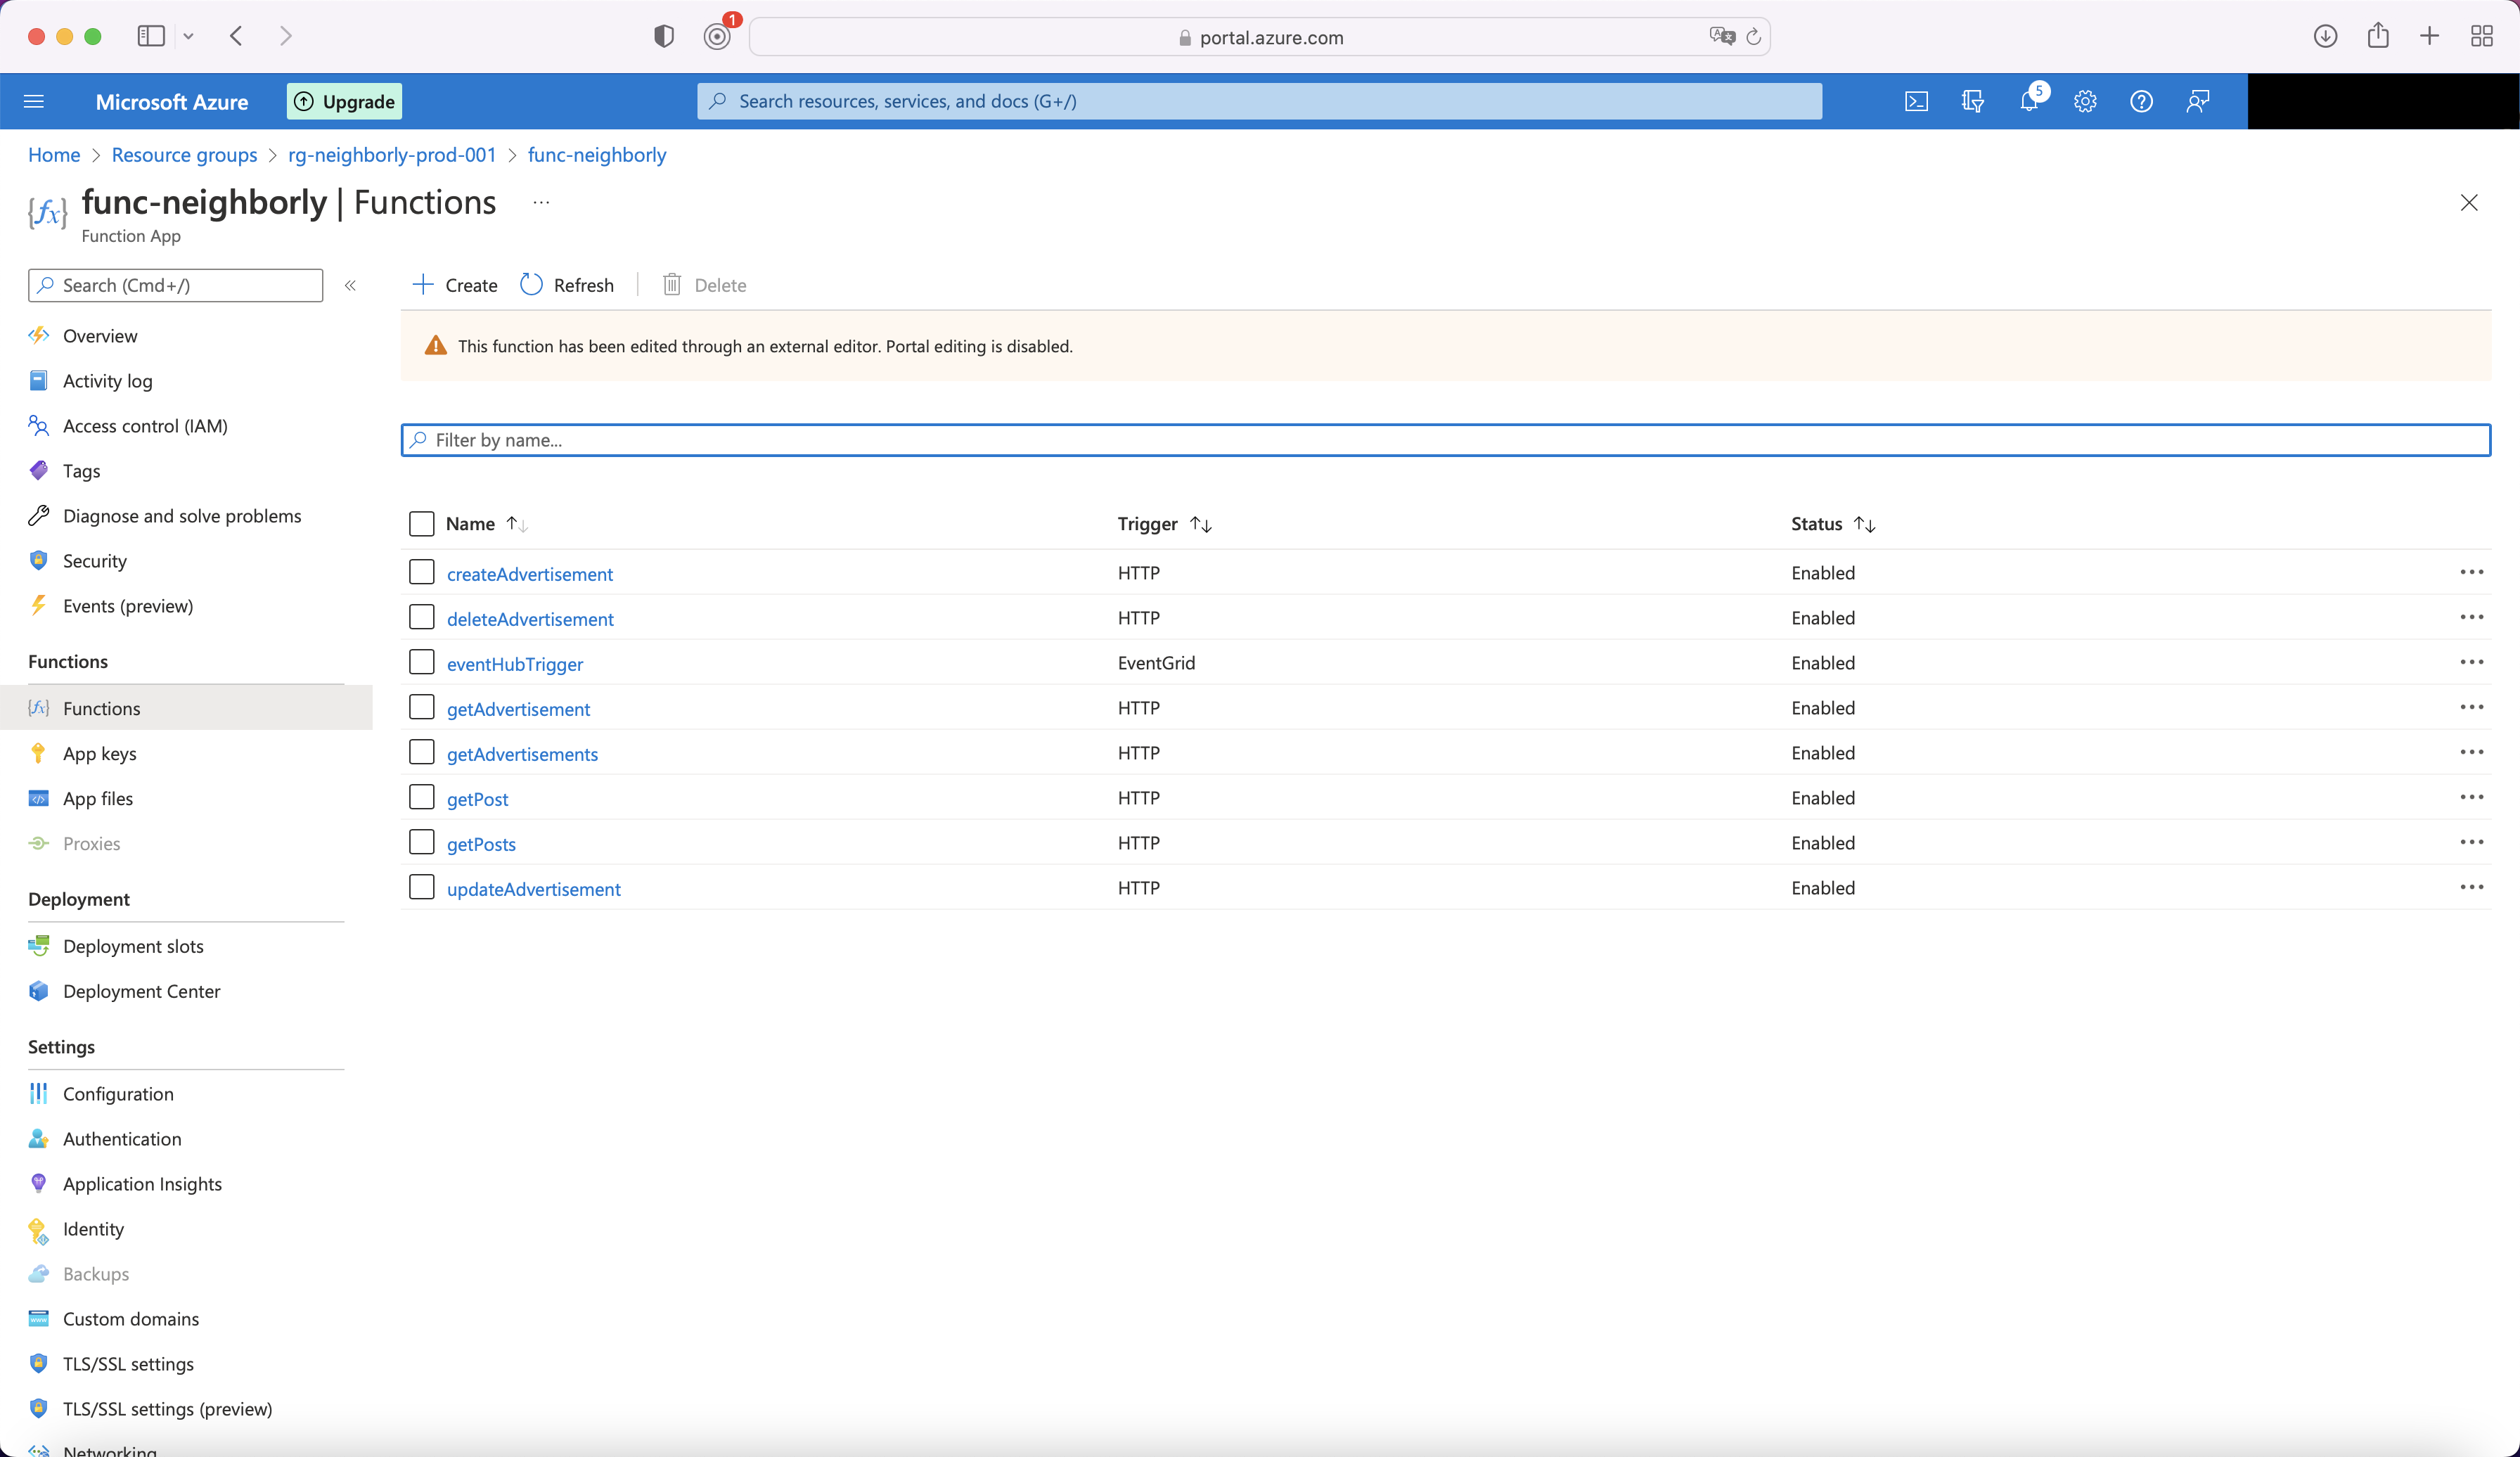 1
portal.azure.com
Microsoft Azure
Upgrade
Search resources, services, and docs (G+/)
5
Home > Resource groups > rg-neighborly-prod-001 > func-neighborly
func-neighborly | Functions ...
Function App
Search (Cmd+/)
Create
Refresh
Delete
Overview
Activity log
Access control (IAM)
Tags
Diagnose and solve problems
Security
Events (preview)
Functions
Functions
App keys
App files
Proxies
Deployment
Deployment slots
Deployment Center
Settings
Configuration
Authentication
Application Insights
Identity
Backups
Custom domains
TLS/SSL settings
TLS/SSL settings (preview)
Networking
This function has been edited through an external editor. Portal editing is disabled.
Filter by name...
Name Trigger Status
createAdvertisement HTTP Enabled
deleteAdvertisement HTTP Enabled
eventHubTrigger EventGrid Enabled
getAdvertisement HTTP Enabled
getAdvertisements HTTP Enabled
getPost HTTP Enabled
getPosts HTTP Enabled
updateAdvertisement HTTP Enabled